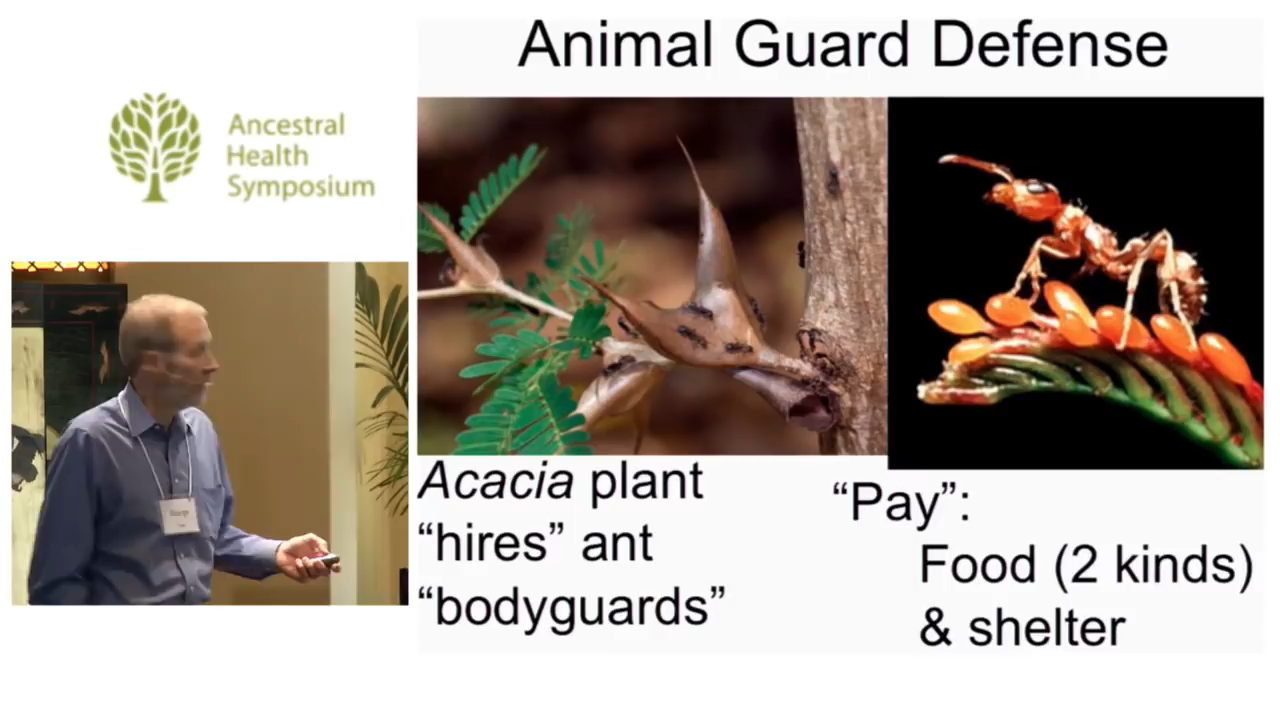 Animal Guard Defense
Ancestral
Health
Symposium
Acacia plant
“hires” ant
“bodyguards”
“Pay”:
Food (2 kinds)
& shelter